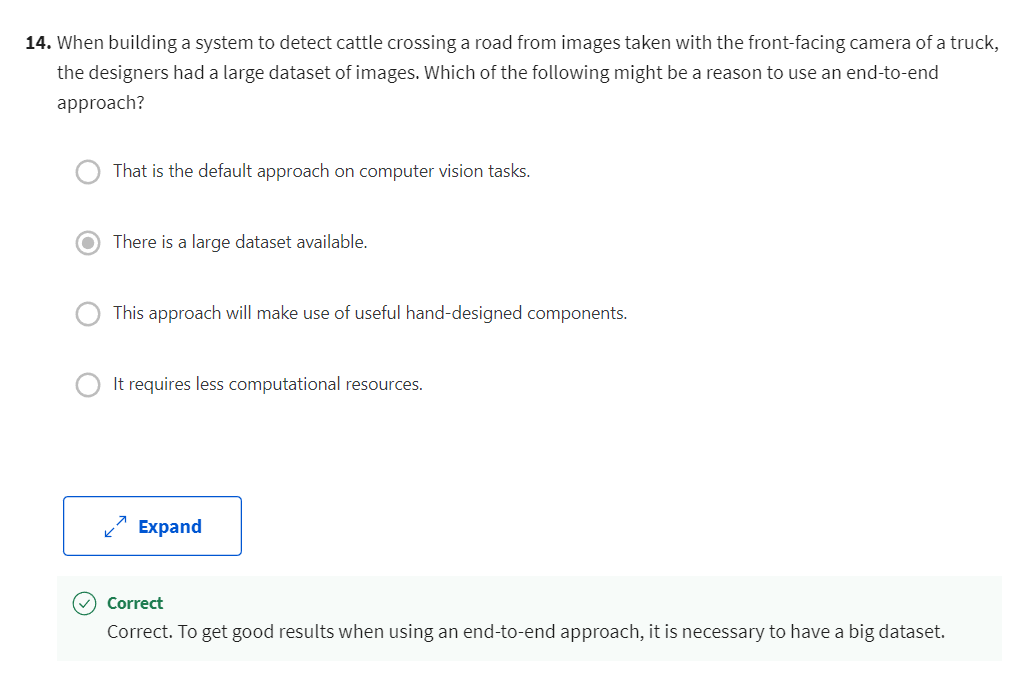 14. When building a system to detect cattle crossing a road from images taken with the front-facing camera of a truck,
the designers had a large dataset of images. Which of the following might be a reason to use an end-to-end
approach?
That is the default approach on computer vision tasks.
There is a large dataset available.
This approach will make use of useful hand-designed components.
It requires less computational resources.
Expand
Correct
Correct. To get good results when using an end-to-end approach, it is necessary to have a big dataset.